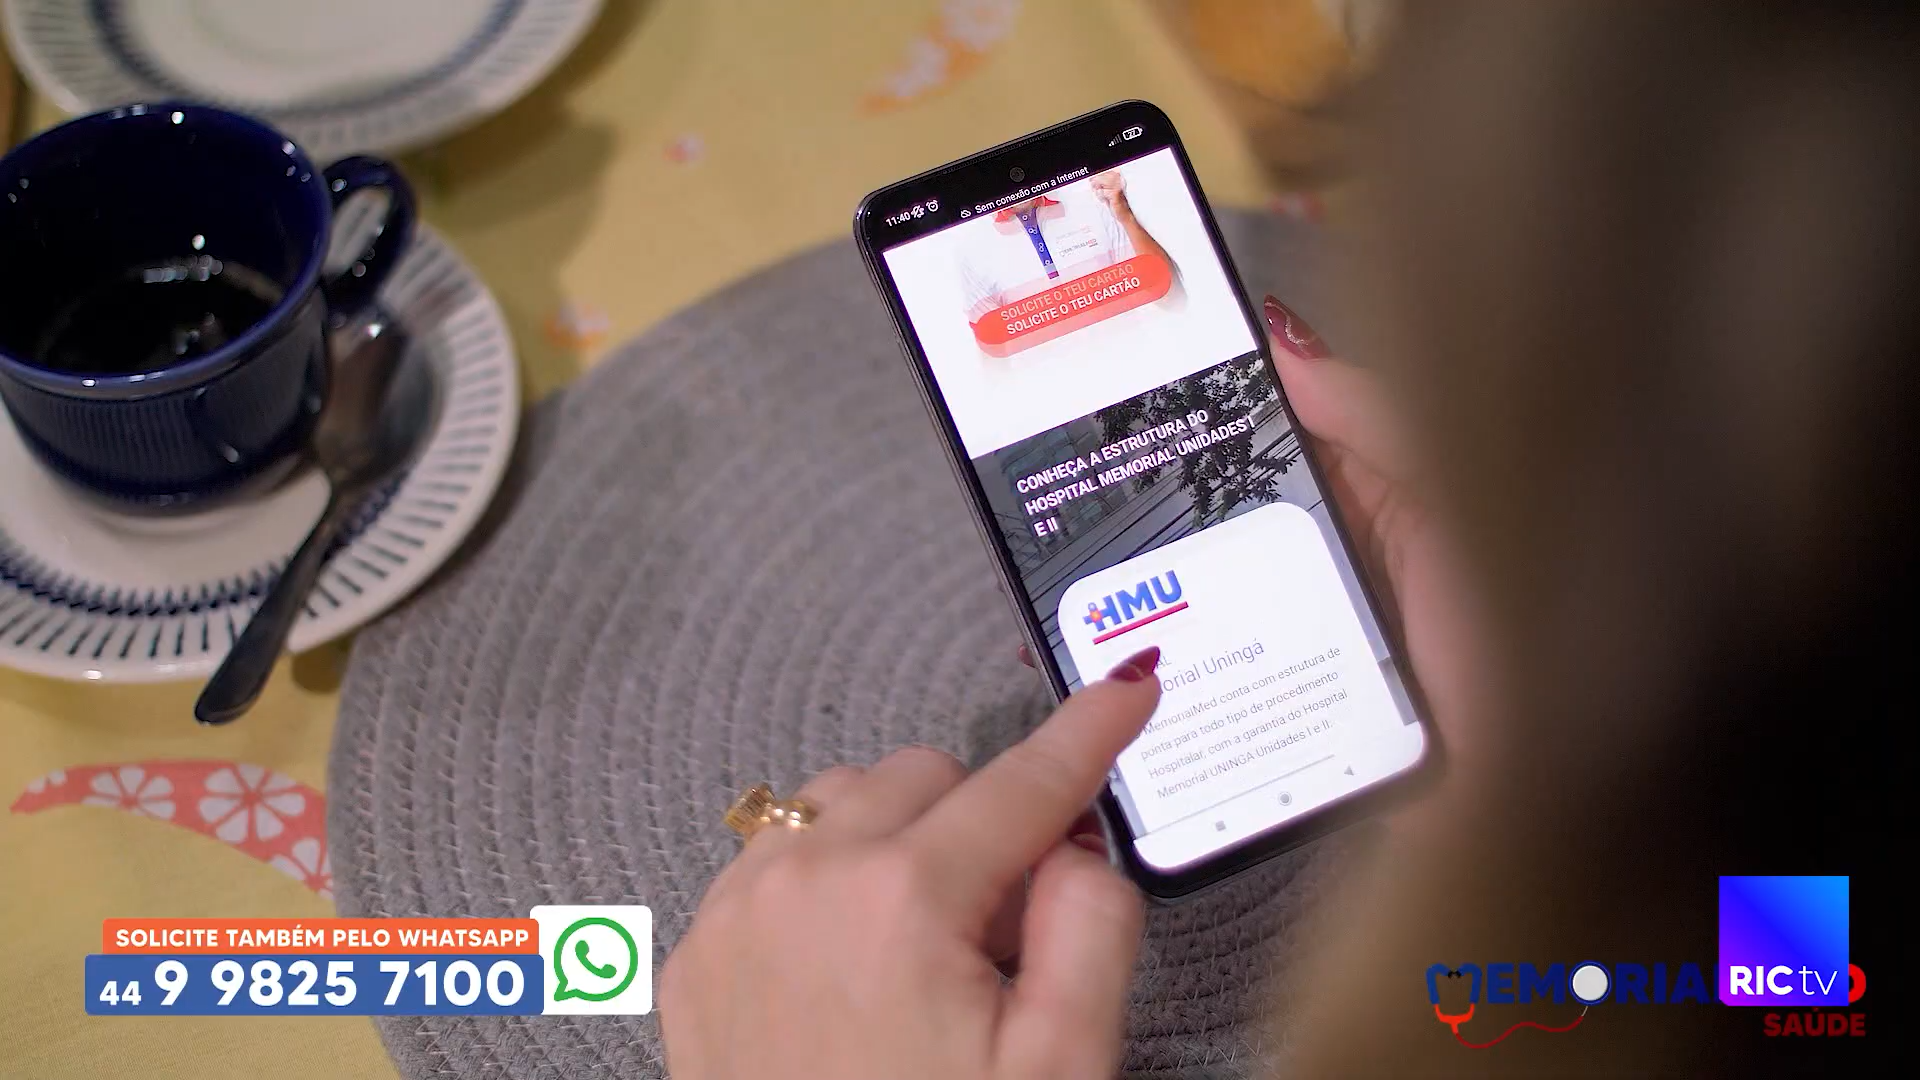 11:40
Sem conexão com a Internet
27
SOLICITE O TEU CARTÃO
SOLICITE O TEU CARTÃO
CONHEÇA A ESTRUTURA DO
HOSPITAL MEMORIAL UNIDADES I
E II
HMU
Uningá
MemorialMed conta com estrutura de
ponta para todo tipo de procedimento
Hospitalar, com a garantia do Hospital
Memorial UNINGA Unidades I e II.
SOLICITE TAMBÉM PELO WHATSAPP
44 9 9825 7100
RIC tv
SAÚDE